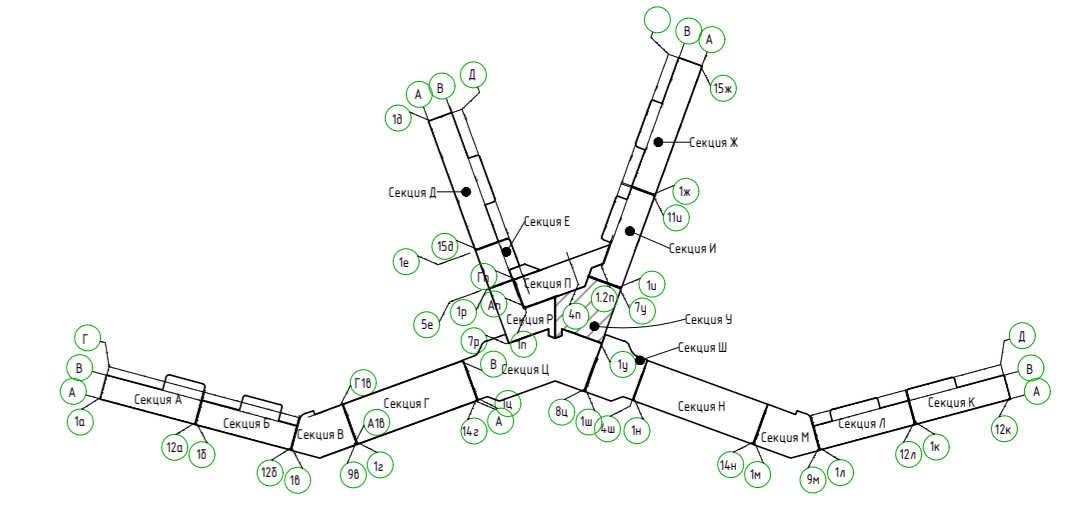 В
А
Д
В
А
15ж
1д
Секция Ж
Секция Д
1ж
11и
Секция Е
15д
Секция И
1е
Гп
Секция П
1и
1.2п
1р
Ап
7у
5е
Секция Р
4п
Секция У
7р
1п
Секция Ш
Г
Д
В
1у
В
В
Секция Ц
А
Г1в
А
Секция А
Секция Г
1ц
Секция К
1а
Секция Б
А1в
14г
А
8ц
1ш
4ш
1н
Секция Н
Секция Л
12к
Секция В
Секция М
12а
1б
1г
12л
1к
12б
1в
9в
14н
1м
9м
1л